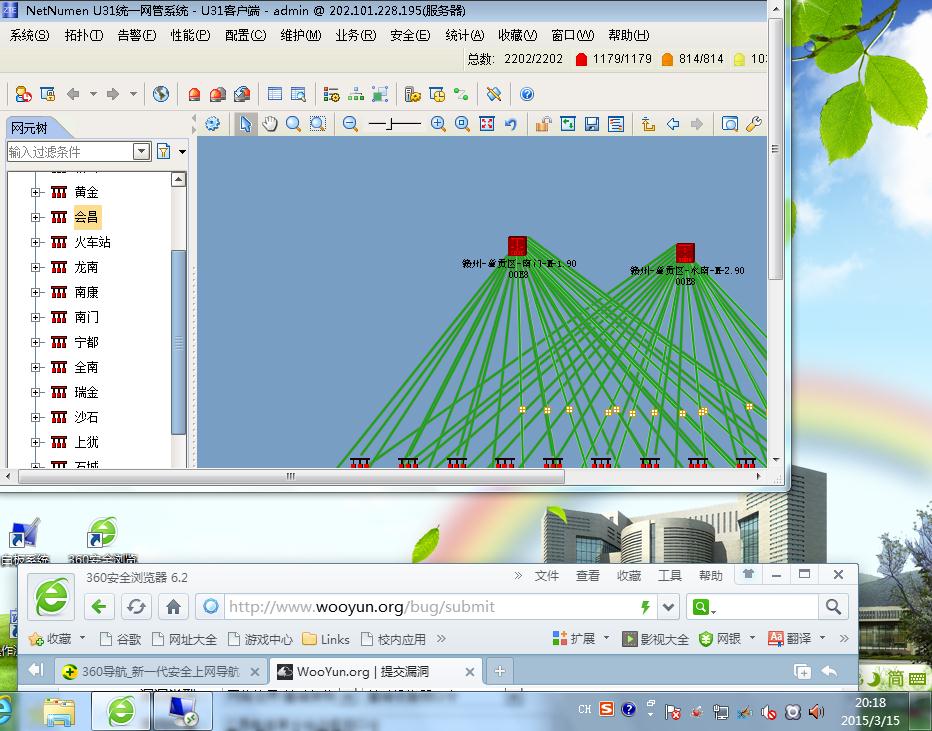 NetNumen U31统一网管系统 - U31客户端 - admin @ 202.101.228.195(服务器)
系统(S) 拓扑(T) 告警(F) 性能(P) 配置(C) 维护(M) 业务(R) 安全(E) 统计(A) 收藏(V) 窗口(W) 帮助(H)
总数: 2202/2202 1179/1179 814/814 10
网元树
输入过滤条件
黄金
会昌
火车站
龙南
南康
南门
宁都
全南
瑞金
沙石
上犹
石城
赣州-章贡区-南门-Ⅲ-1.90
00E8
赣州-章贡区-水南-Ⅲ-2.90
00E8
360安全浏览
360安全浏览器 6.2
» 文件 查看 收藏 工具 帮助
http://www.wooyun.org/bug/submit
收藏 谷歌 网址大全 游戏中心 Links 校内应用 » 扩展 影视大全 网银 翻译 »
360导航_新一代安全上网导航
WooYun.org | 提交漏洞
简
CH
20:18
2015/3/15